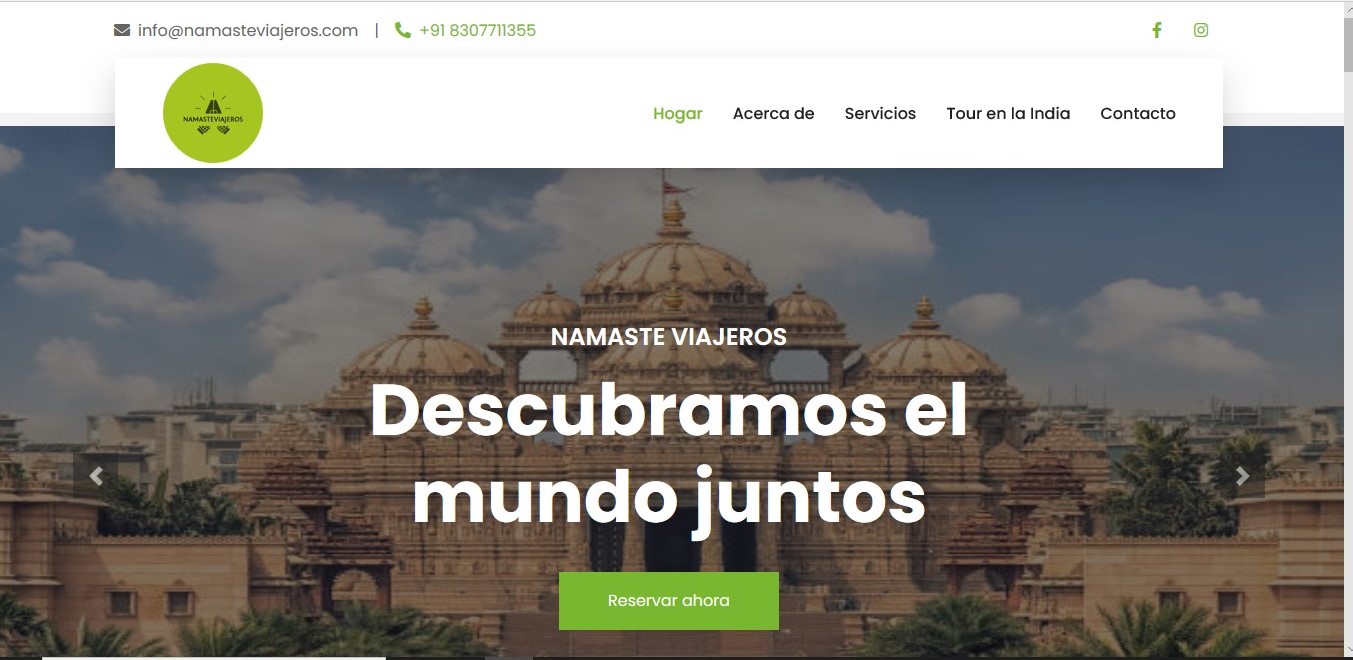 info@namasteviajeros.com | +91 8307711355
NAMASTEVIAJEROS
Hogar Acerca de Servicios Tour en la India Contacto
NAMASTE VIAJEROS
Descubramos el
mundo juntos
Reservar ahora